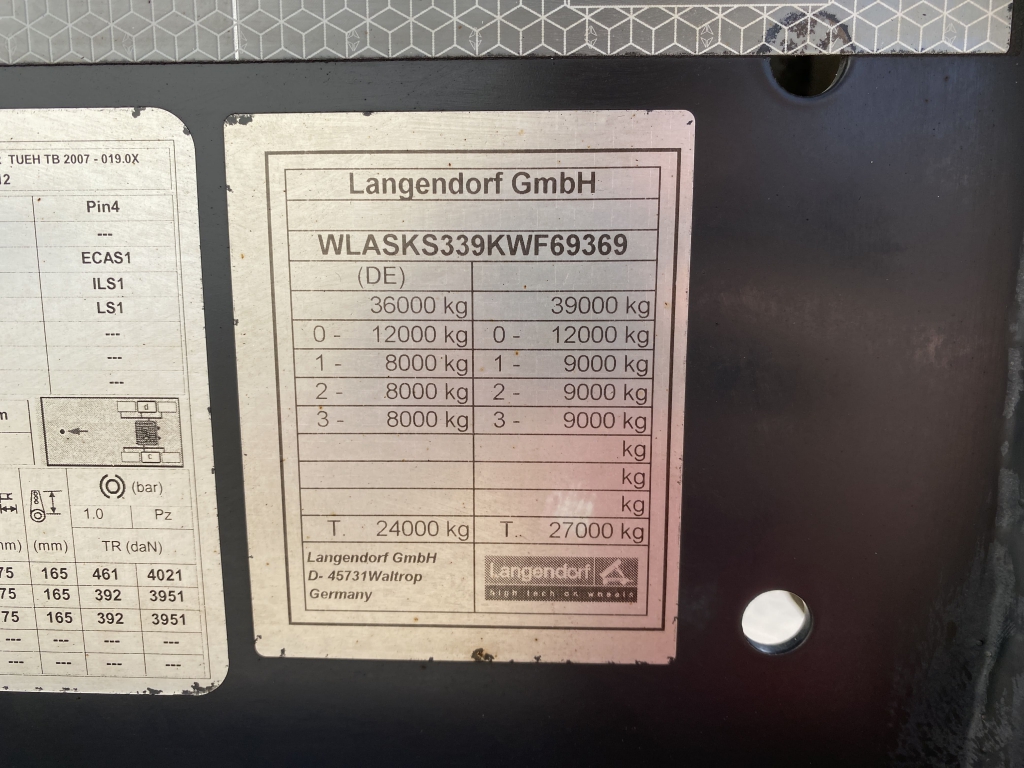 TUEH TB 2007 - 019.0X
12
Pin4
---
ECAS1
ILS1
LS1
---
---
---
m
d
c
(bar)
1.0 Pz
(mm) TR (daN)
75 165 461 4021
75 165 392 3951
75 165 392 3951
--- --- --- ---
--- --- --- ---
Langendorf GmbH
WLASKS339KWF69369
(DE)
36000 kg 39000 kg
0 - 12000 kg 0 - 12000 kg
1 - 8000 kg 1 - 9000 kg
2 - 8000 kg 2 - 9000 kg
3 - 8000 kg 3 - 9000 kg
kg
kg
kg
T. 24000 kg T. 27000 kg
Langendorf GmbH
D- 45731Waltrop
Germany
Langendorf
high tech on wheels